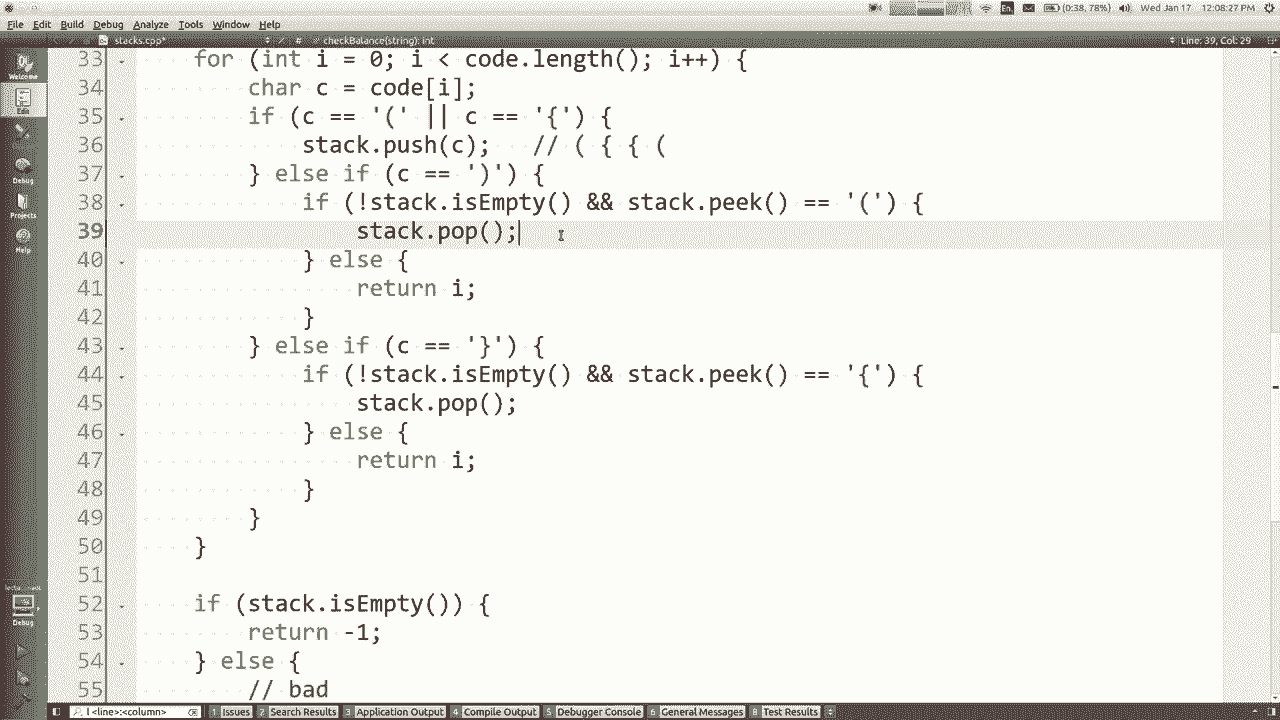 (0:38, 78%) Wed Jan 17 12:08:27 PM
File Edit Build Debug Analyze Tools Window Help
stacks.cpp* # checkBalance(string): int Line: 39, Col: 29
Welcome
Edit
Debug
Projects
Help
Debug
33 for (int i = 0; i < code.length(); i++) {
34 char c = code[i];
35 if (c == '(' || c == '{') {
36 stack.push(c); // ( { { (
37 } else if (c == ')') {
38 if (!stack.isEmpty() && stack.peek() == '(') {
39 stack.pop();
40 } else {
41 return i;
42 }
43 } else if (c == '}') {
44 if (!stack.isEmpty() && stack.peek() == '{') {
45 stack.pop();
46 } else {
47 return i;
48 }
49 }
50 }
51
52 if (stack.isEmpty()) {
53 return -1;
54 } else {
55 // bad
l <line>:<column> 1 Issues 2 Search Results 3 Application Output 4 Compile Output 5 Debugger Console 6 General Messages 8 Test Results